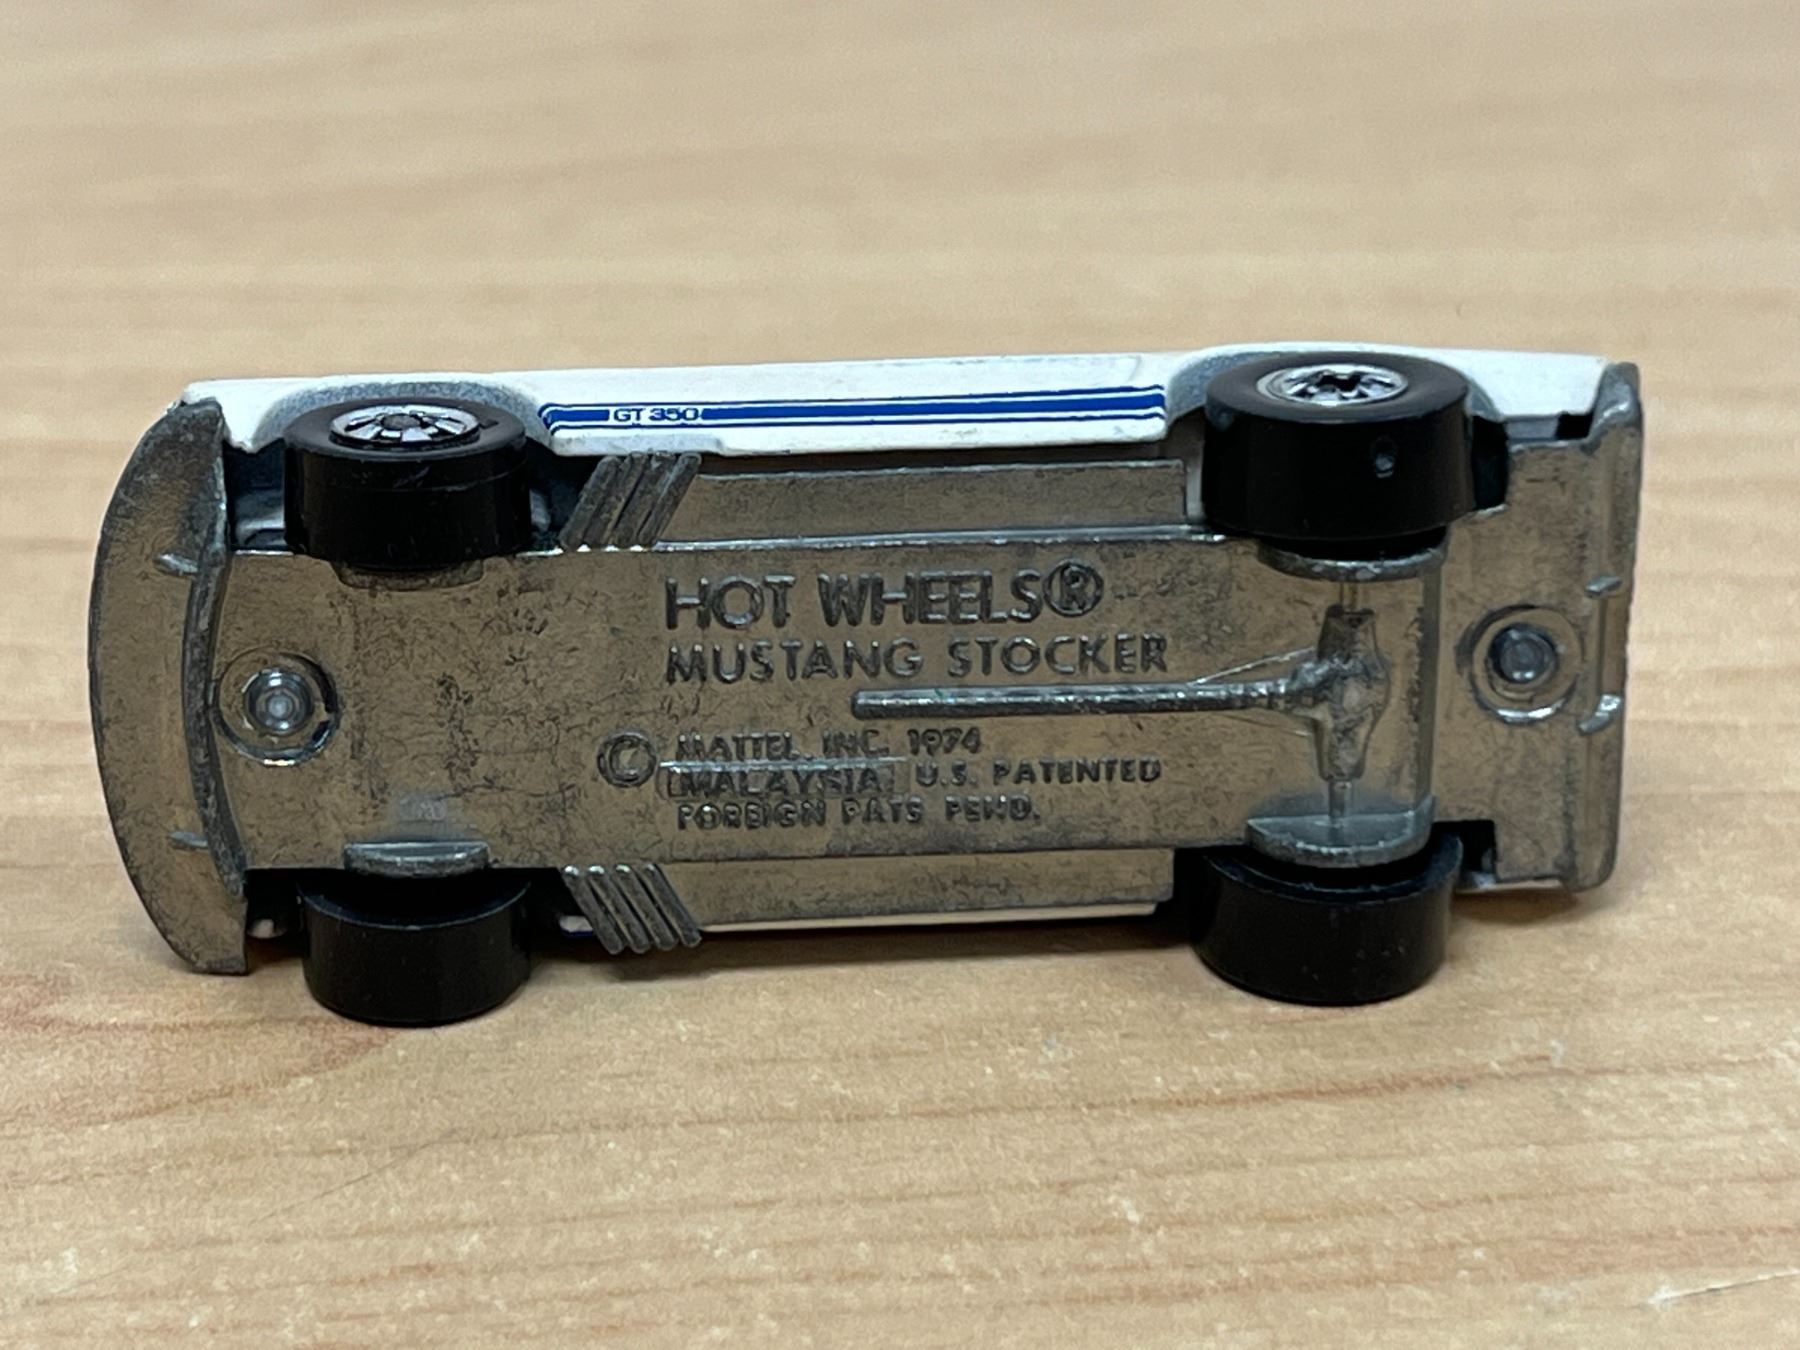 GT 350
HOT WHEELS®
MUSTANG STOCKER
© MATTEL, INC. 1974
MALAYSIA U.S. PATENTED
FOREIGN PATS PEND.